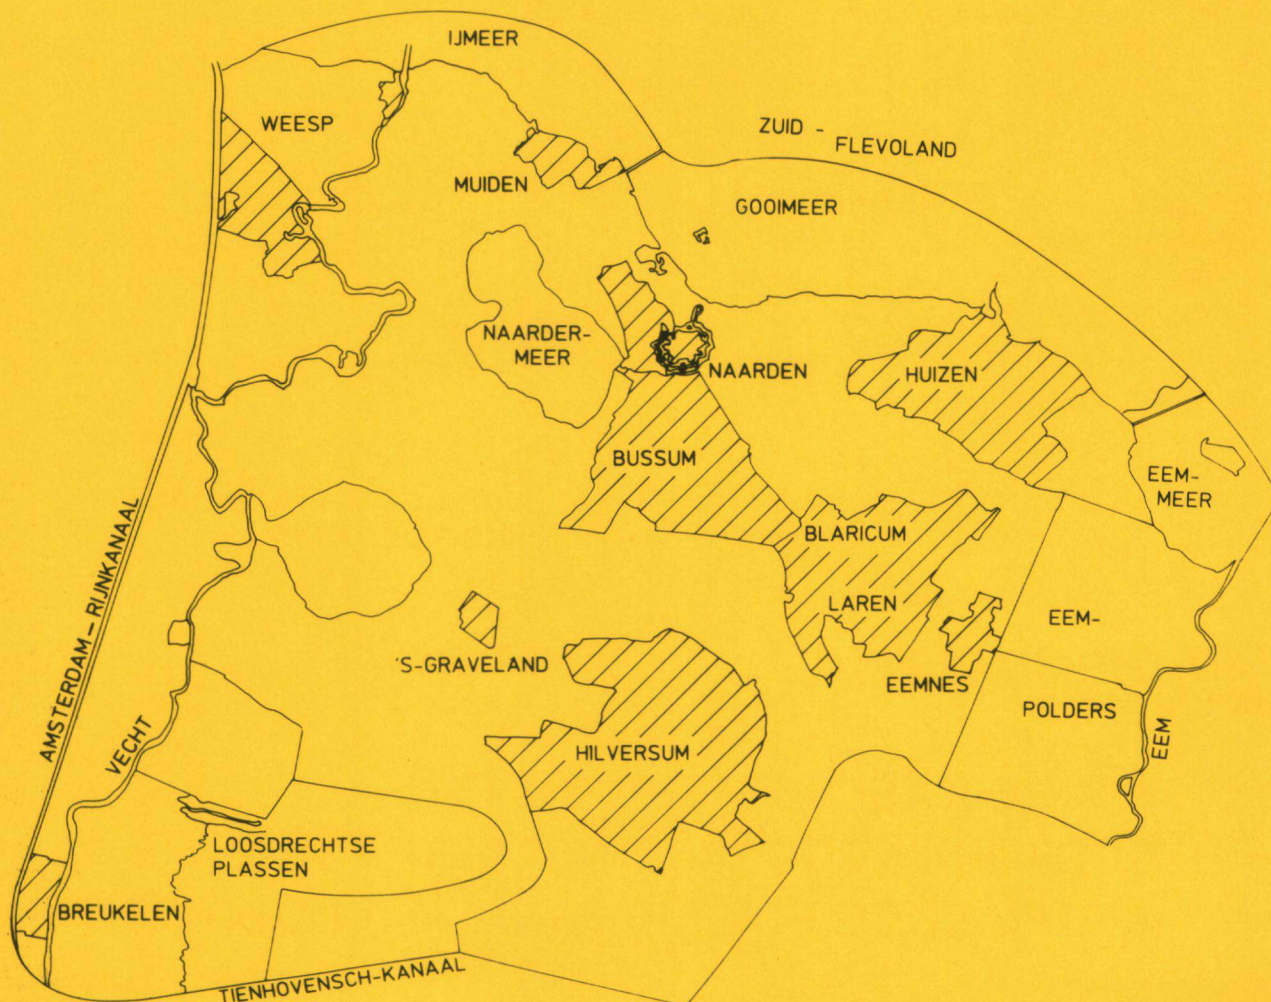 IJMEER
WEESP
ZUID -
FLEVOLAND
MUIDEN
GOOIMEER
NAARDER-
MEER
NAARDEN
HUIZEN
BUSSUM
EEM-
MEER
BLARICUM
AMSTERDAM - RIJNKANAAL
LAREN
EEM-
'S-GRAVELAND
EEMNES
POLDERS
VECHT
HILVERSUM
EEM
LOOSDRECHTSE
PLASSEN
BREUKELEN
TIENHOVENSCH-KANAAL